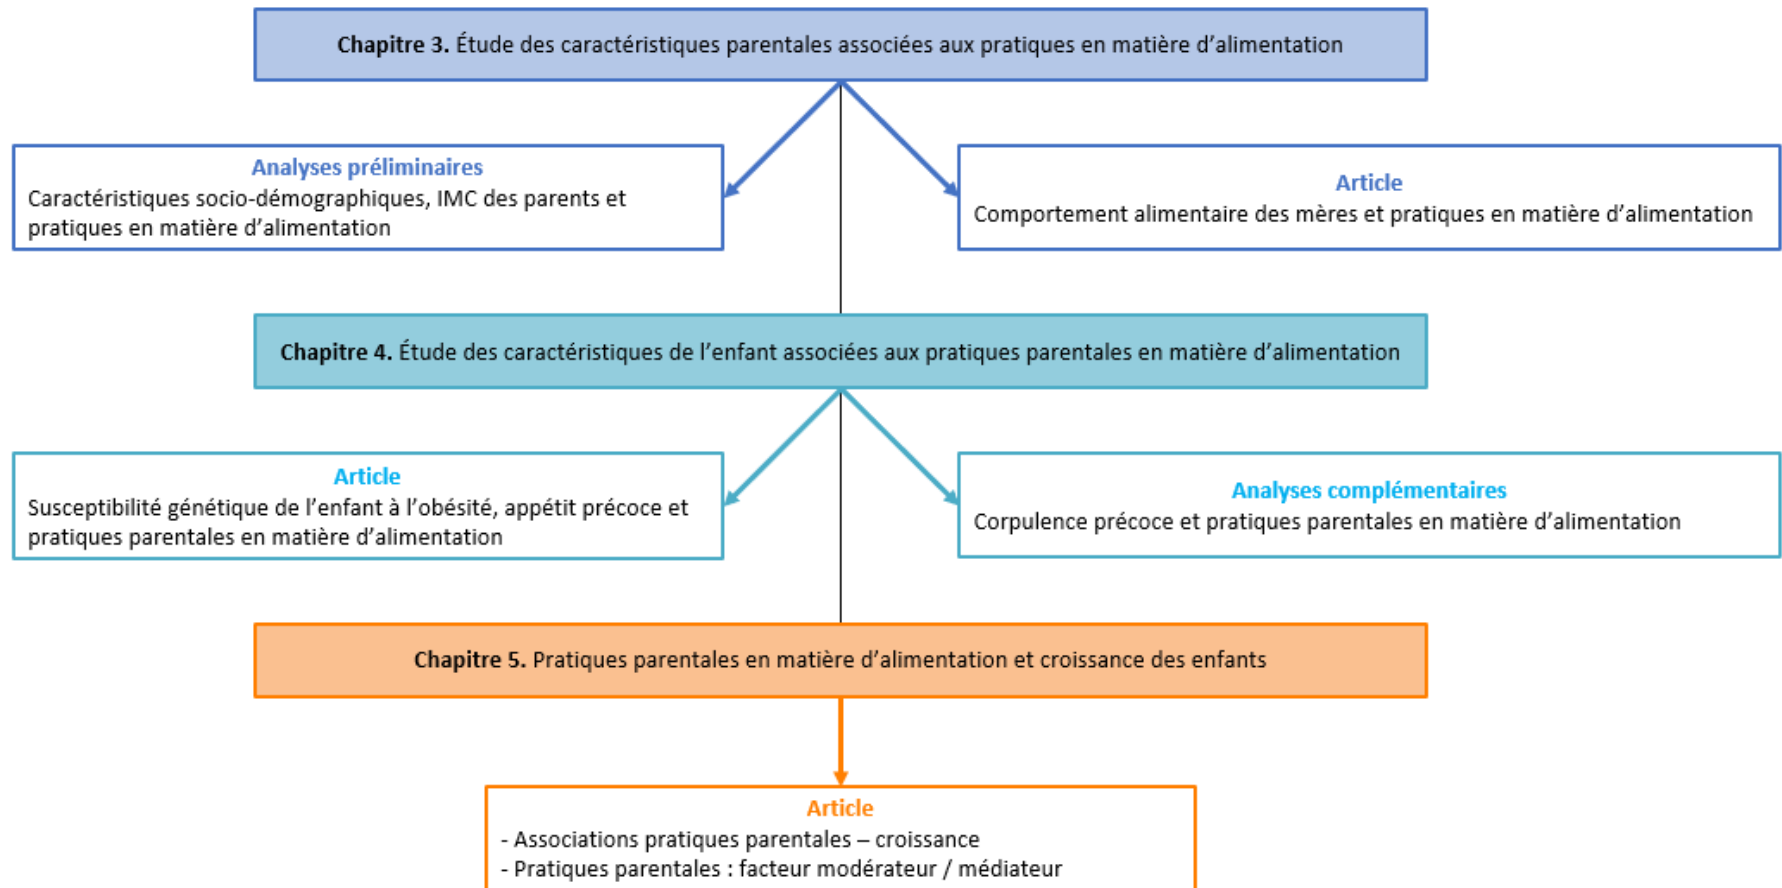 Chapitre 3. Étude des caractéristiques parentales associées aux pratiques en matière d’alimentation
Analyses préliminaires
Caractéristiques socio-démographiques, IMC des parents et
pratiques en matière d’alimentation
Article
Comportement alimentaire des mères et pratiques en matière d’alimentation
Chapitre 4. Étude des caractéristiques de l’enfant associées aux pratiques parentales en matière d’alimentation
Article
Susceptibilité génétique de l’enfant à l’obésité, appétit précoce et
pratiques parentales en matière d’alimentation
Analyses complémentaires
Corpulence précoce et pratiques parentales en matière d’alimentation
Chapitre 5. Pratiques parentales en matière d’alimentation et croissance des enfants
Article
- Associations pratiques parentales – croissance
- Pratiques parentales : facteur modérateur / médiateur